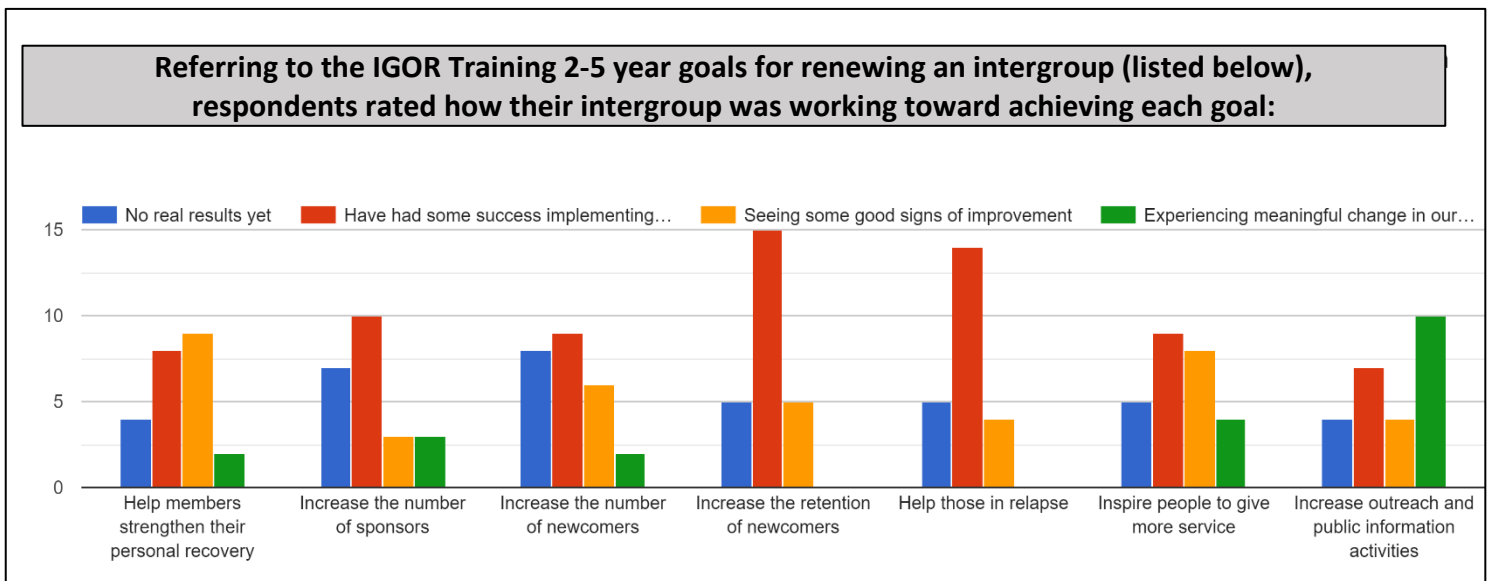 Referring to the IGOR Training 2-5 year goals for renewing an intergroup (listed below),
respondents rated how their intergroup was working toward achieving each goal:
No real results yet
Have had some success implementing…
Seeing some good signs of improvement
Experiencing meaningful change in our…
15
10
5
0
Help members
strengthen their
personal recovery
Increase the number
of sponsors
Increase the number
of newcomers
Increase the retention
of newcomers
Help those in relapse
Inspire people to give
more service
Increase outreach and
public information
activities